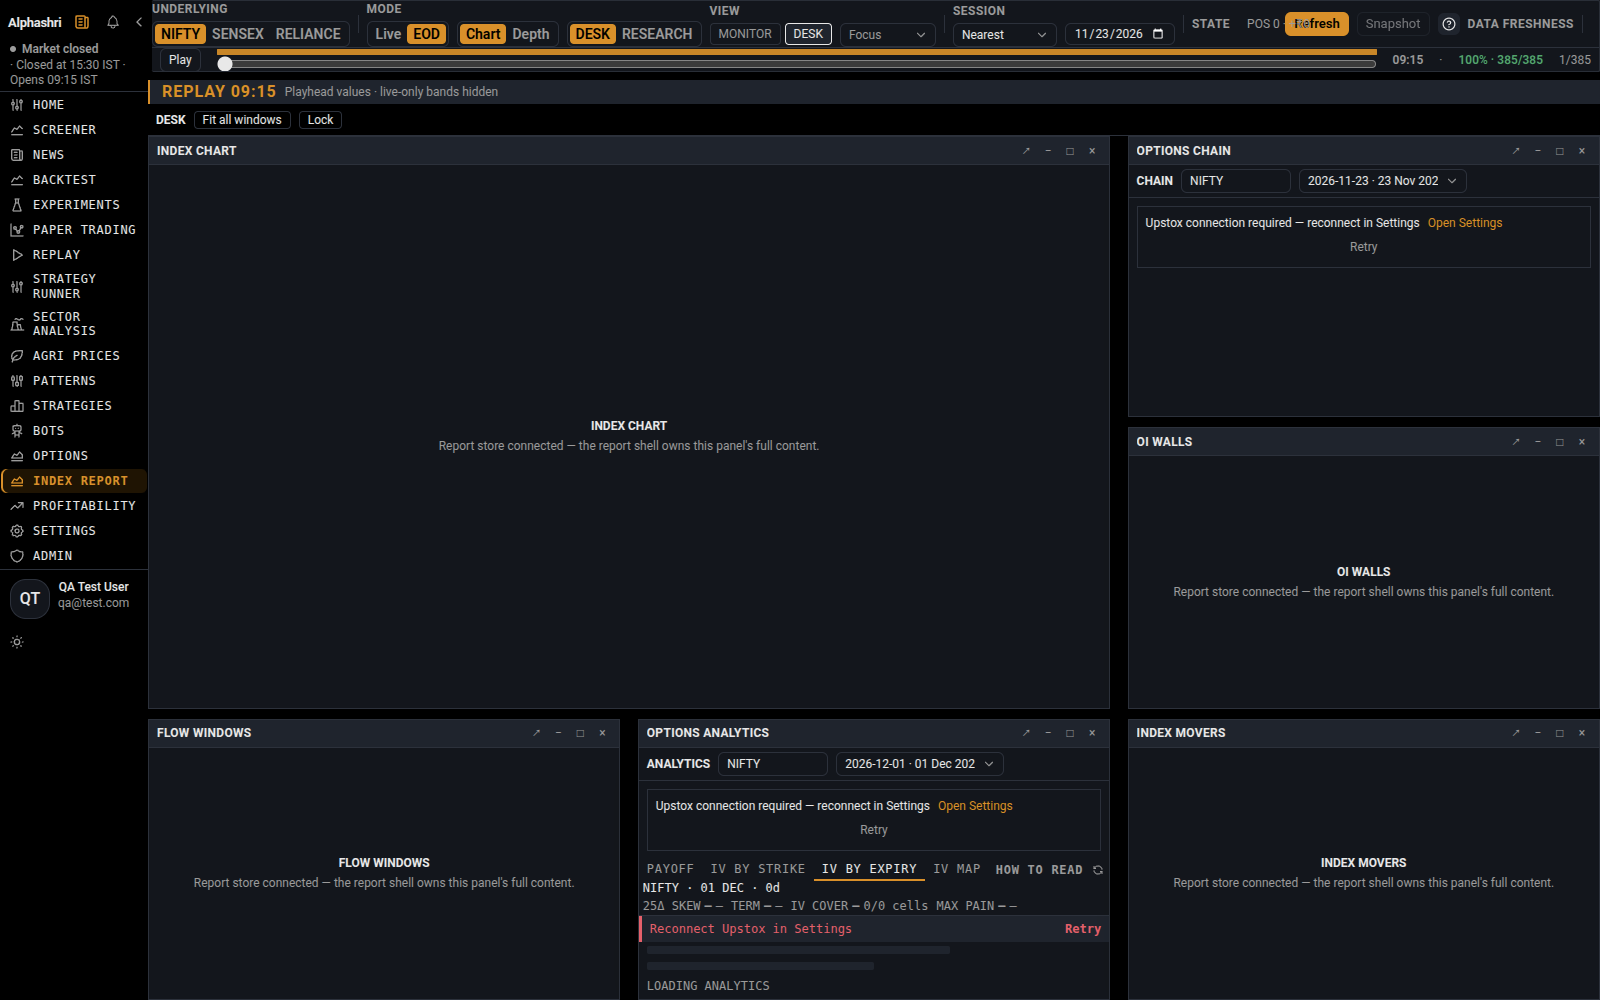 Alphashri
Market closed
· Closed at 15:30 IST ·
Opens 09:15 IST
HOME
SCREENER
NEWS
BACKTEST
EXPERIMENTS
PAPER TRADING
REPLAY
STRATEGY
RUNNER
SECTOR
ANALYSIS
AGRI PRICES
PATTERNS
STRATEGIES
BOTS
OPTIONS
INDEX REPORT
PROFITABILITY
SETTINGS
ADMIN
QT
QA Test User
qa@test.com
UNDERLYING
NIFTY SENSEX RELIANCE
MODE
Live EOD
Chart Depth
DESK RESEARCH
VIEW
MONITOR DESK
Focus
SESSION
Nearest
11/23/2026
STATE
POS 0
Refresh
Snapshot
DATA FRESHNESS
Play
09:15 · 100% · 385/385 1/385
REPLAY 09:15 Playhead values · live-only bands hidden
DESK Fit all windows Lock
INDEX CHART
INDEX CHART
Report store connected — the report shell owns this panel's full content.
OPTIONS CHAIN
CHAIN NIFTY 2026-11-23 · 23 Nov 202
Upstox connection required — reconnect in Settings Open Settings
Retry
OI WALLS
OI WALLS
Report store connected — the report shell owns this panel's full content.
FLOW WINDOWS
FLOW WINDOWS
Report store connected — the report shell owns this panel's full content.
OPTIONS ANALYTICS
ANALYTICS NIFTY 2026-12-01 · 01 Dec 202
Upstox connection required — reconnect in Settings Open Settings
Retry
PAYOFF IV BY STRIKE IV BY EXPIRY IV MAP HOW TO READ
NIFTY · 01 DEC · 0d
25Δ SKEW — — TERM — — IV COVER — 0/0 cells MAX PAIN — —
Reconnect Upstox in Settings Retry
LOADING ANALYTICS
INDEX MOVERS
INDEX MOVERS
Report store connected — the report shell owns this panel's full content.